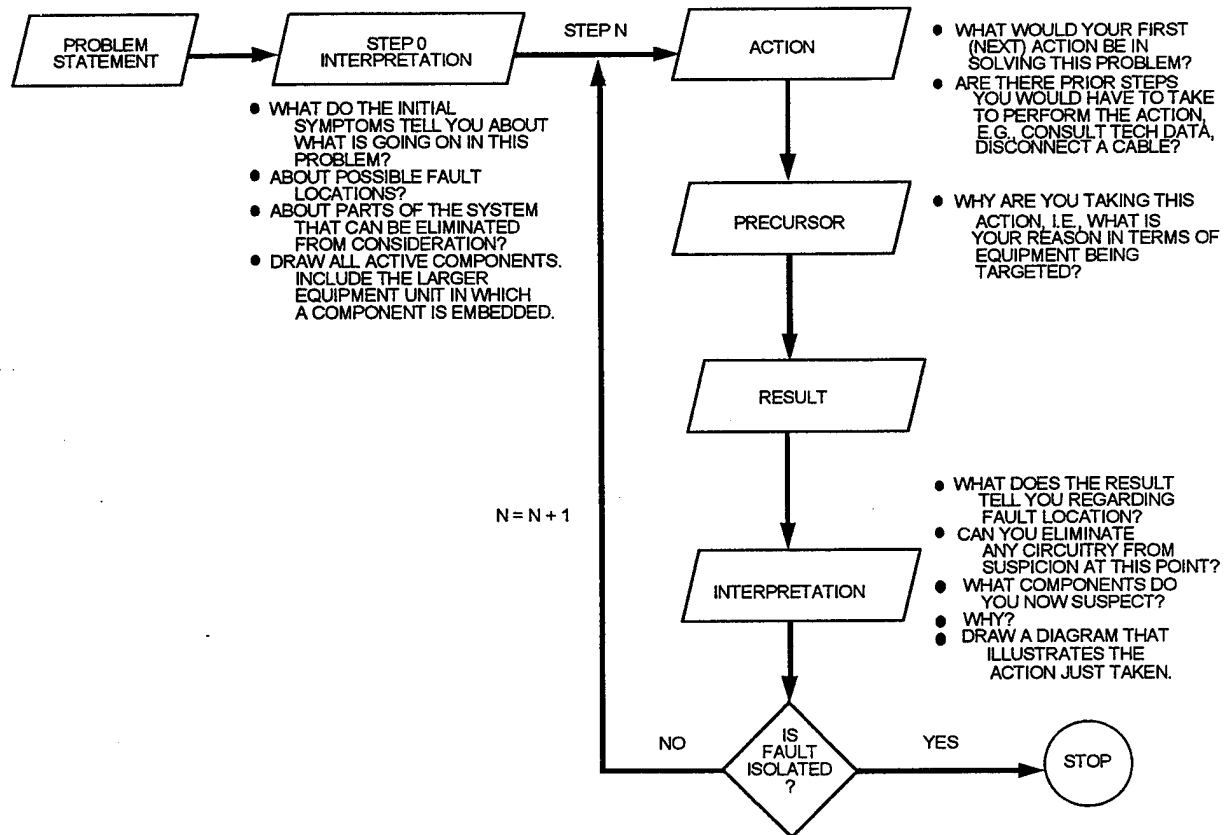 PROBLEM
STATEMENT
STEP 0
INTERPRETATION
● WHAT DO THE INITIAL
SYMPTOMS TELL YOU ABOUT
WHAT IS GOING ON IN THIS
PROBLEM?
● ABOUT POSSIBLE FAULT
LOCATIONS?
● ABOUT PARTS OF THE SYSTEM
THAT CAN BE ELIMINATED
FROM CONSIDERATION?
● DRAW ALL ACTIVE COMPONENTS.
INCLUDE THE LARGER
EQUIPMENT UNIT IN WHICH
A COMPONENT IS EMBEDDED.
STEP N
ACTION
● WHAT WOULD YOUR FIRST
(NEXT) ACTION BE IN
SOLVING THIS PROBLEM?
● ARE THERE PRIOR STEPS
YOU WOULD HAVE TO TAKE
TO PERFORM THE ACTION,
E.G., CONSULT TECH DATA,
DISCONNECT A CABLE?
PRECURSOR
● WHY ARE YOU TAKING THIS
ACTION, I.E., WHAT IS
YOUR REASON IN TERMS OF
EQUIPMENT BEING
TARGETED?
RESULT
N = N + 1
INTERPRETATION
● WHAT DOES THE RESULT
TELL YOU REGARDING
FAULT LOCATION?
● CAN YOU ELIMINATE
ANY CIRCUITRY FROM
SUSPICION AT THIS POINT?
● WHAT COMPONENTS DO
YOU NOW SUSPECT?
● WHY?
● DRAW A DIAGRAM THAT
ILLUSTRATES THE
ACTION JUST TAKEN.
NO
IS
FAULT
ISOLATED
?
YES
STOP